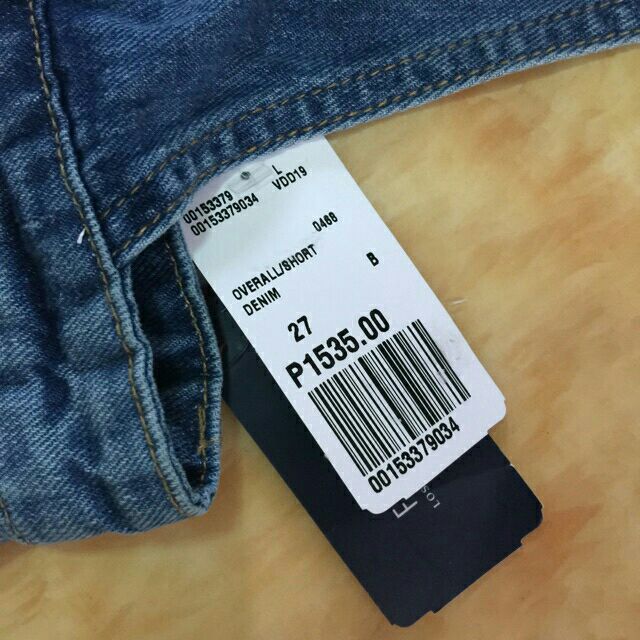 00153379 L
00153379034 VDD19
0468
OVERALL/SHORT
DENIM B
27
P1535.00
00153379034